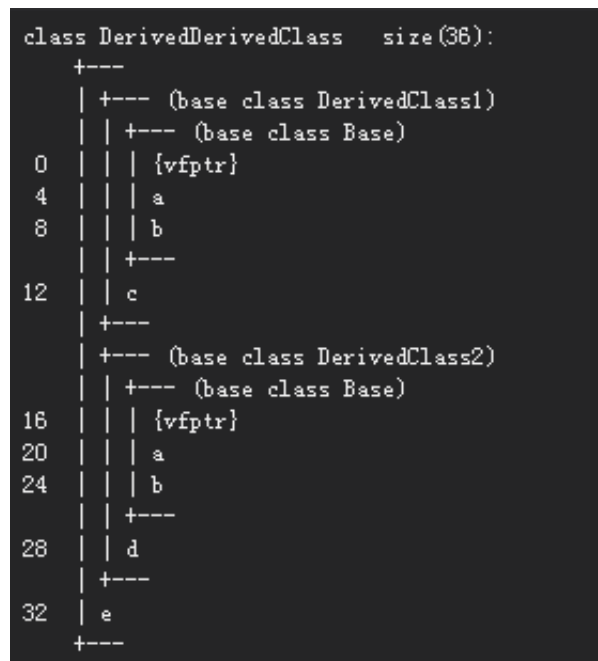 class DerivedDerivedClass   size(36):
    +---
    | +--- (base class DerivedClass1)
    | | +--- (base class Base)
 0  | | | {vfptr}
 4  | | | a
 8  | | | b
    | | +---
12  | | c
    | +---
    | +--- (base class DerivedClass2)
    | | +--- (base class Base)
16  | | | {vfptr}
20  | | | a
24  | | | b
    | | +---
28  | | d
    | +---
32  | e
    +---